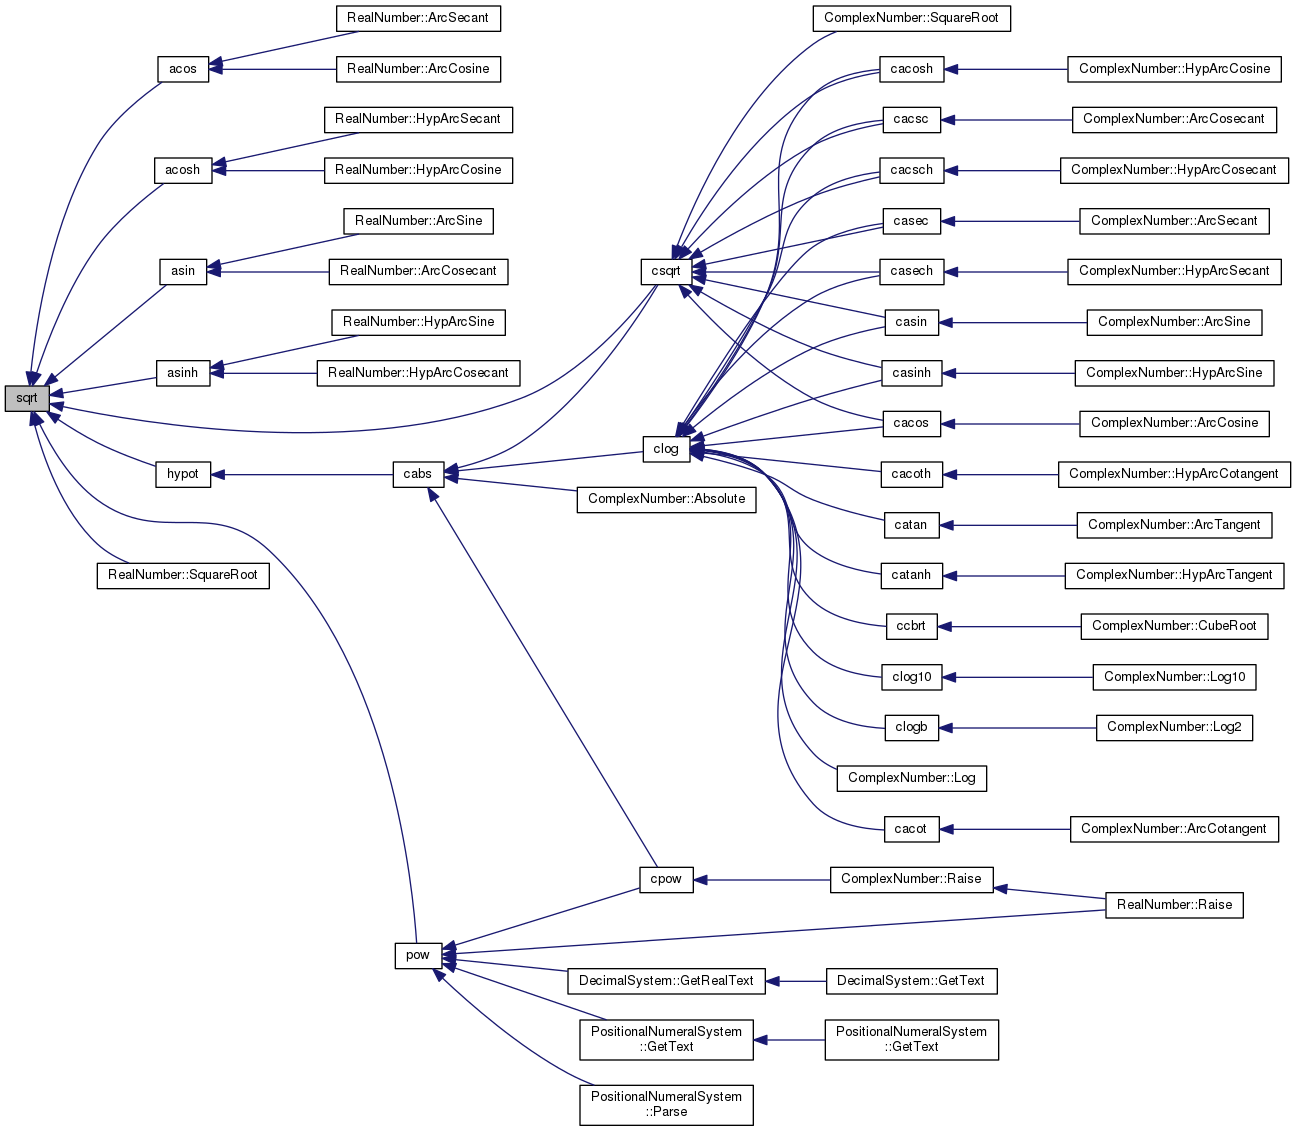 sqrt
acos
RealNumber::ArcSecant
RealNumber::ArcCosine
acosh
RealNumber::HypArcSecant
RealNumber::HypArcCosine
asin
RealNumber::ArcSine
RealNumber::ArcCosecant
asinh
RealNumber::HypArcSine
RealNumber::HypArcCosecant
hypot
cabs
RealNumber::SquareRoot
csqrt
clog
ComplexNumber::Absolute
ComplexNumber::SquareRoot
cacosh
ComplexNumber::HypArcCosine
cacsc
ComplexNumber::ArcCosecant
cacsch
ComplexNumber::HypArcCosecant
casec
ComplexNumber::ArcSecant
casech
ComplexNumber::HypArcSecant
casin
ComplexNumber::ArcSine
casinh
ComplexNumber::HypArcSine
cacos
ComplexNumber::ArcCosine
cacoth
ComplexNumber::HypArcCotangent
catan
ComplexNumber::ArcTangent
catanh
ComplexNumber::HypArcTangent
ccbrt
ComplexNumber::CubeRoot
clog10
ComplexNumber::Log10
clogb
ComplexNumber::Log2
ComplexNumber::Log
cacot
ComplexNumber::ArcCotangent
cpow
ComplexNumber::Raise
RealNumber::Raise
pow
DecimalSystem::GetRealText
DecimalSystem::GetText
PositionalNumeralSystem
::GetText
PositionalNumeralSystem
::GetText
PositionalNumeralSystem
::Parse